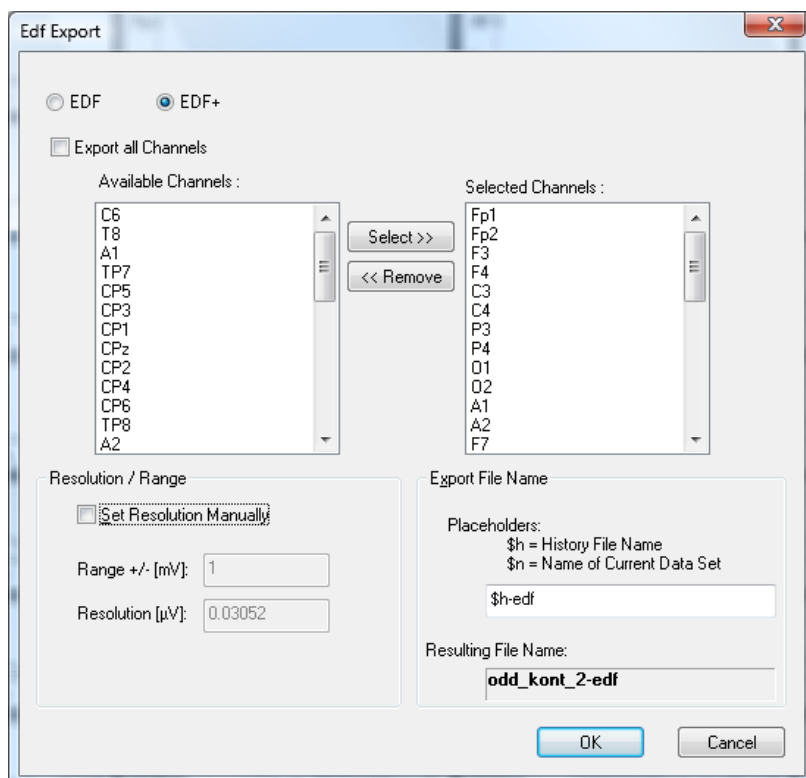 Edf Export
EDF
EDF+
Export all Channels
Available Channels :
C6
T8
A1
TP7
CP5
CP3
CP1
CPz
CP2
CP4
CP6
TP8
A2
Select >>
<< Remove
Selected Channels :
Fp1
Fp2
F3
F4
C3
C4
P3
P4
O1
O2
A1
A2
F7
Resolution / Range
Set Resolution Manually
Range +/- [mV]: 1
Resolution [µV]: 0.03052
Export File Name
Placeholders:
$h = History File Name
$n = Name of Current Data Set
$h-edf
Resulting File Name:
odd_kont_2-edf
OK
Cancel